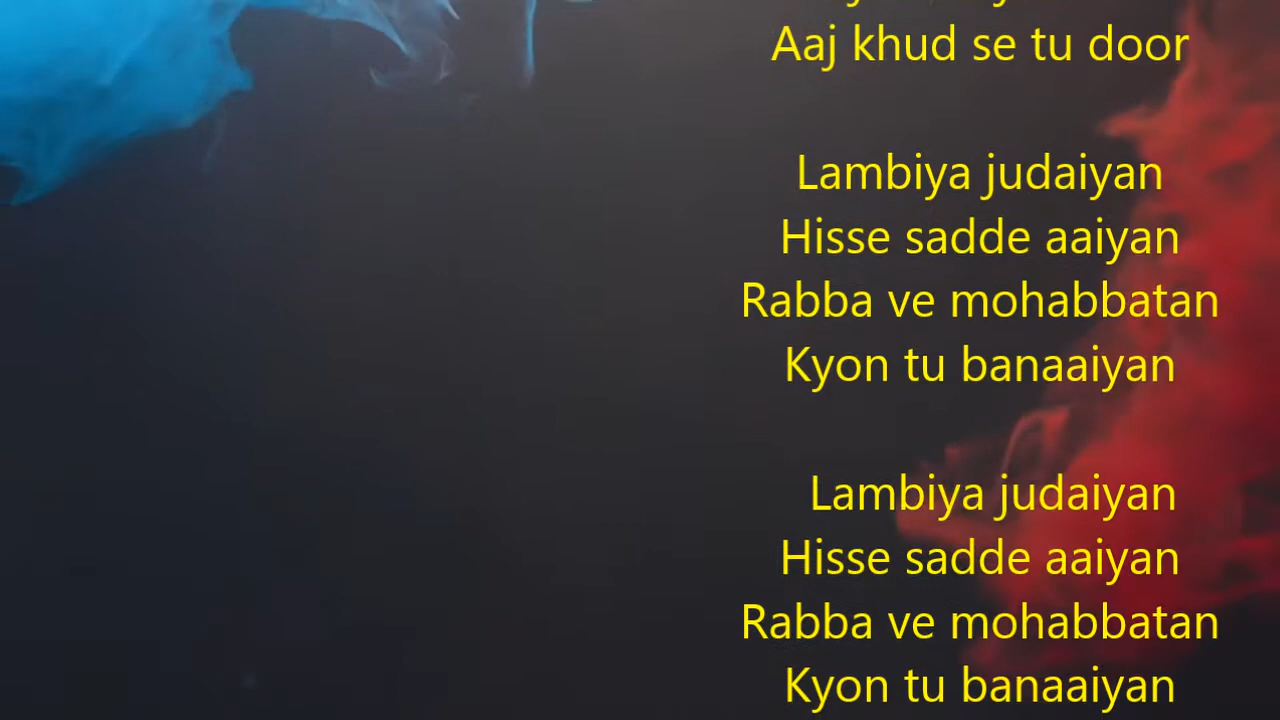 Aaj khud se tu door
Lambiya judaiyan
Hisse sadde aaiyan
Rabba ve mohabbatan
Kyon tu banaaiyan
Lambiya judaiyan
Hisse sadde aaiyan
Rabba ve mohabbatan
Kyon tu banaaiyan